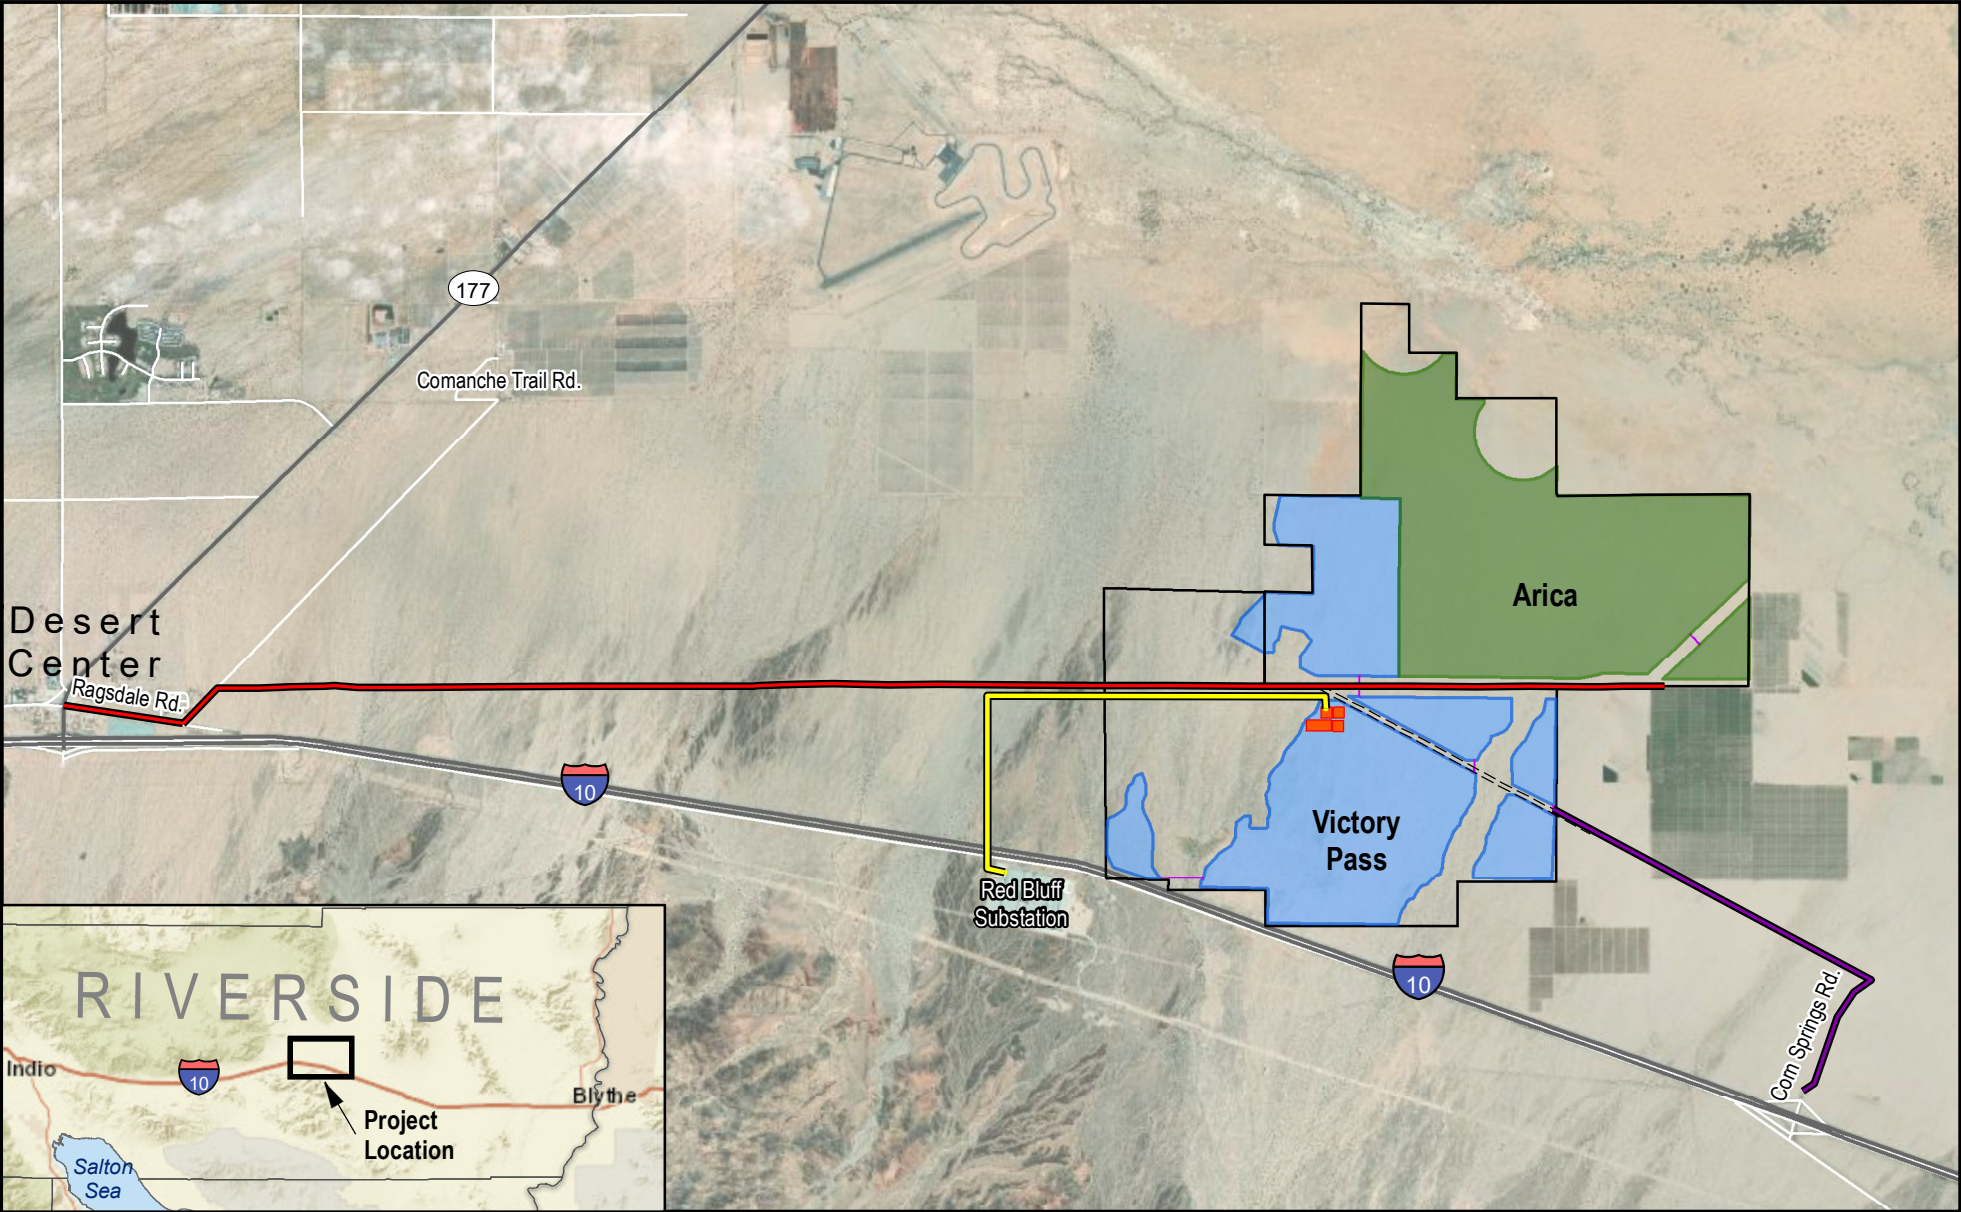 177
Comanche Trail Rd.
Desert
Center
Ragsdale Rd.
10
Arica
Victory
Pass
Red Bluff
Substation
10
Corn Springs Rd.
RIVERSIDE
Indio
10
Blythe
Project
Location
Salton
Sea